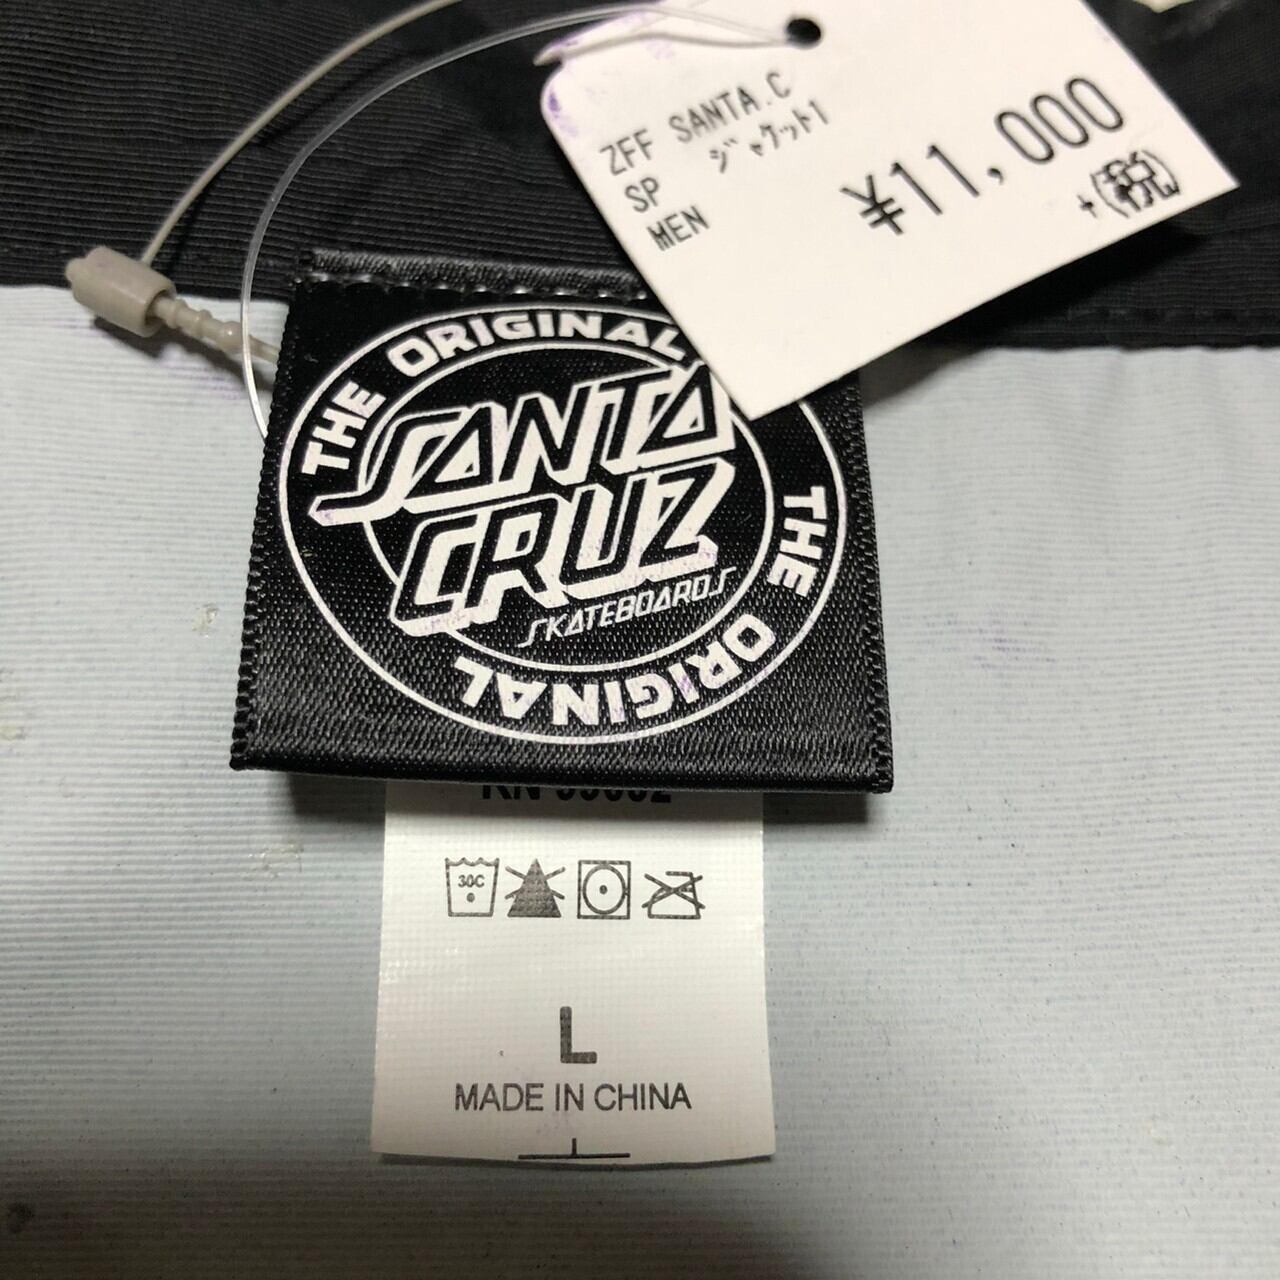 ZFF SANTA.C
SP ジャケット1
MEN
¥11,000
+(税)
THE ORIGINAL
SANTA
CRUZ
SKATEBOARDS
THE ORIGINAL
30C
L
MADE IN CHINA